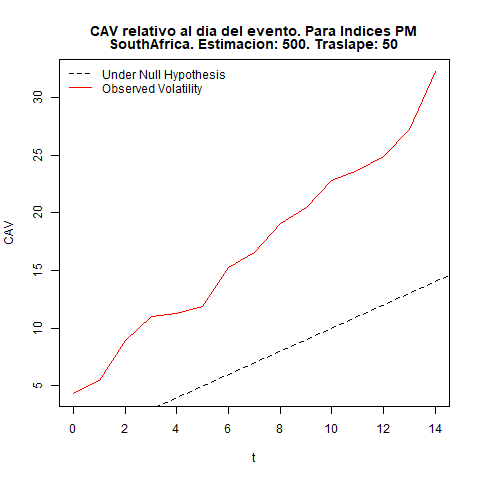 CAV relativo al dia del evento. Para Indices PM
SouthAfrica. Estimacion: 500. Traslape: 50
Under Null Hypothesis
Observed Volatility
CAV
30
25
20
15
10
5
0 2 4 6 8 10 12 14
t